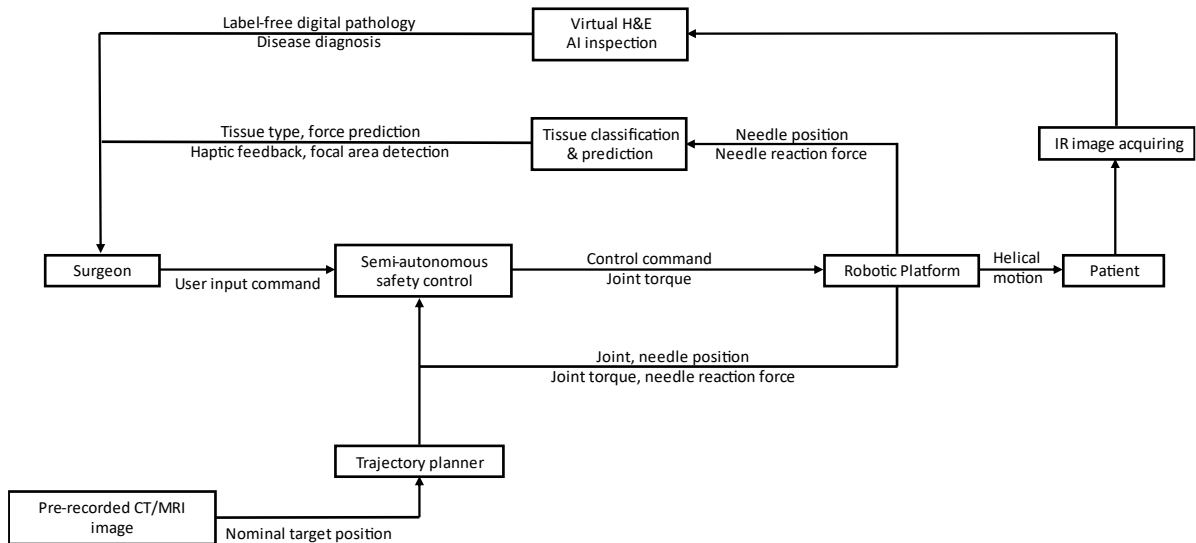 Label-free digital pathology
Disease diagnosis
Virtual H&E
AI inspection
Tissue type, force prediction
Haptic feedback, focal area detection
Tissue classification
& prediction
Needle position
Needle reaction force
IR image acquiring
Surgeon
User input command
Semi-autonomous
safety control
Control command
Joint torque
Robotic Platform
Helical
motion
Patient
Joint, needle position
Joint torque, needle reaction force
Trajectory planner
Pre-recorded CT/MRI
image
Nominal target position